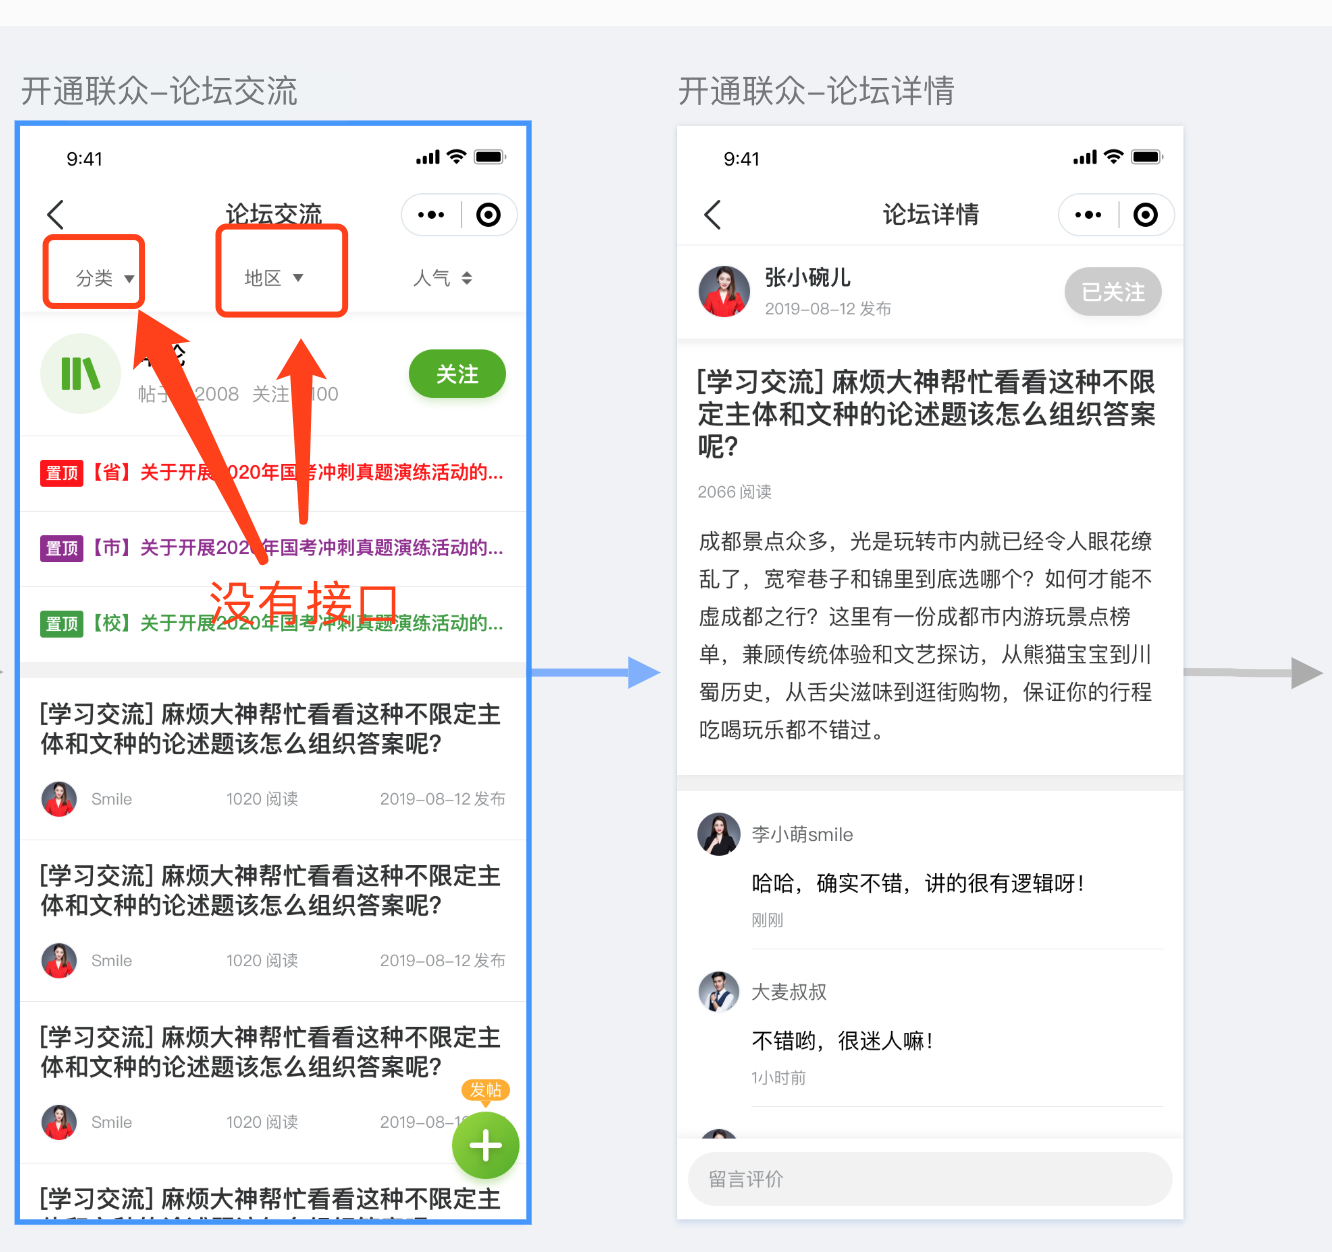 开通联众-论坛交流
9:41
论坛交流
分类
地区
人气
帖子 2008 关注 100
关注
置顶【省】关于开展2020年国考冲刺真题演练活动的...
置顶【市】关于开展2020年国考冲刺真题演练活动的...
没有接口
置顶【校】关于开展2020年国考冲刺真题演练活动的...
[学习交流] 麻烦大神帮忙看看这种不限定主
体和文种的论述题该怎么组织答案呢?
Smile 1020 阅读 2019-08-12 发布
[学习交流] 麻烦大神帮忙看看这种不限定主
体和文种的论述题该怎么组织答案呢?
Smile 1020 阅读 2019-08-12 发布
[学习交流] 麻烦大神帮忙看看这种不限定主
体和文种的论述题该怎么组织答案呢?
发帖
Smile 1020 阅读 2019-08-1
[学习交流] 麻烦大神帮忙看看这种不限定主
开通联众-论坛详情
9:41
论坛详情
张小碗儿
2019-08-12 发布
已关注
[学习交流] 麻烦大神帮忙看看这种不限
定主体和文种的论述题该怎么组织答案
呢?
2066 阅读
成都景点众多，光是玩转市内就已经令人眼花缭
乱了，宽窄巷子和锦里到底选哪个？如何才能不
虚成都之行？这里有一份成都市内游玩景点榜
单，兼顾传统体验和文艺探访，从熊猫宝宝到川
蜀历史，从舌尖滋味到逛街购物，保证你的行程
吃喝玩乐都不错过。
李小萌smile
哈哈，确实不错，讲的很有逻辑呀！
刚刚
大麦叔叔
不错哟，很迷人嘛！
1小时前
留言评价